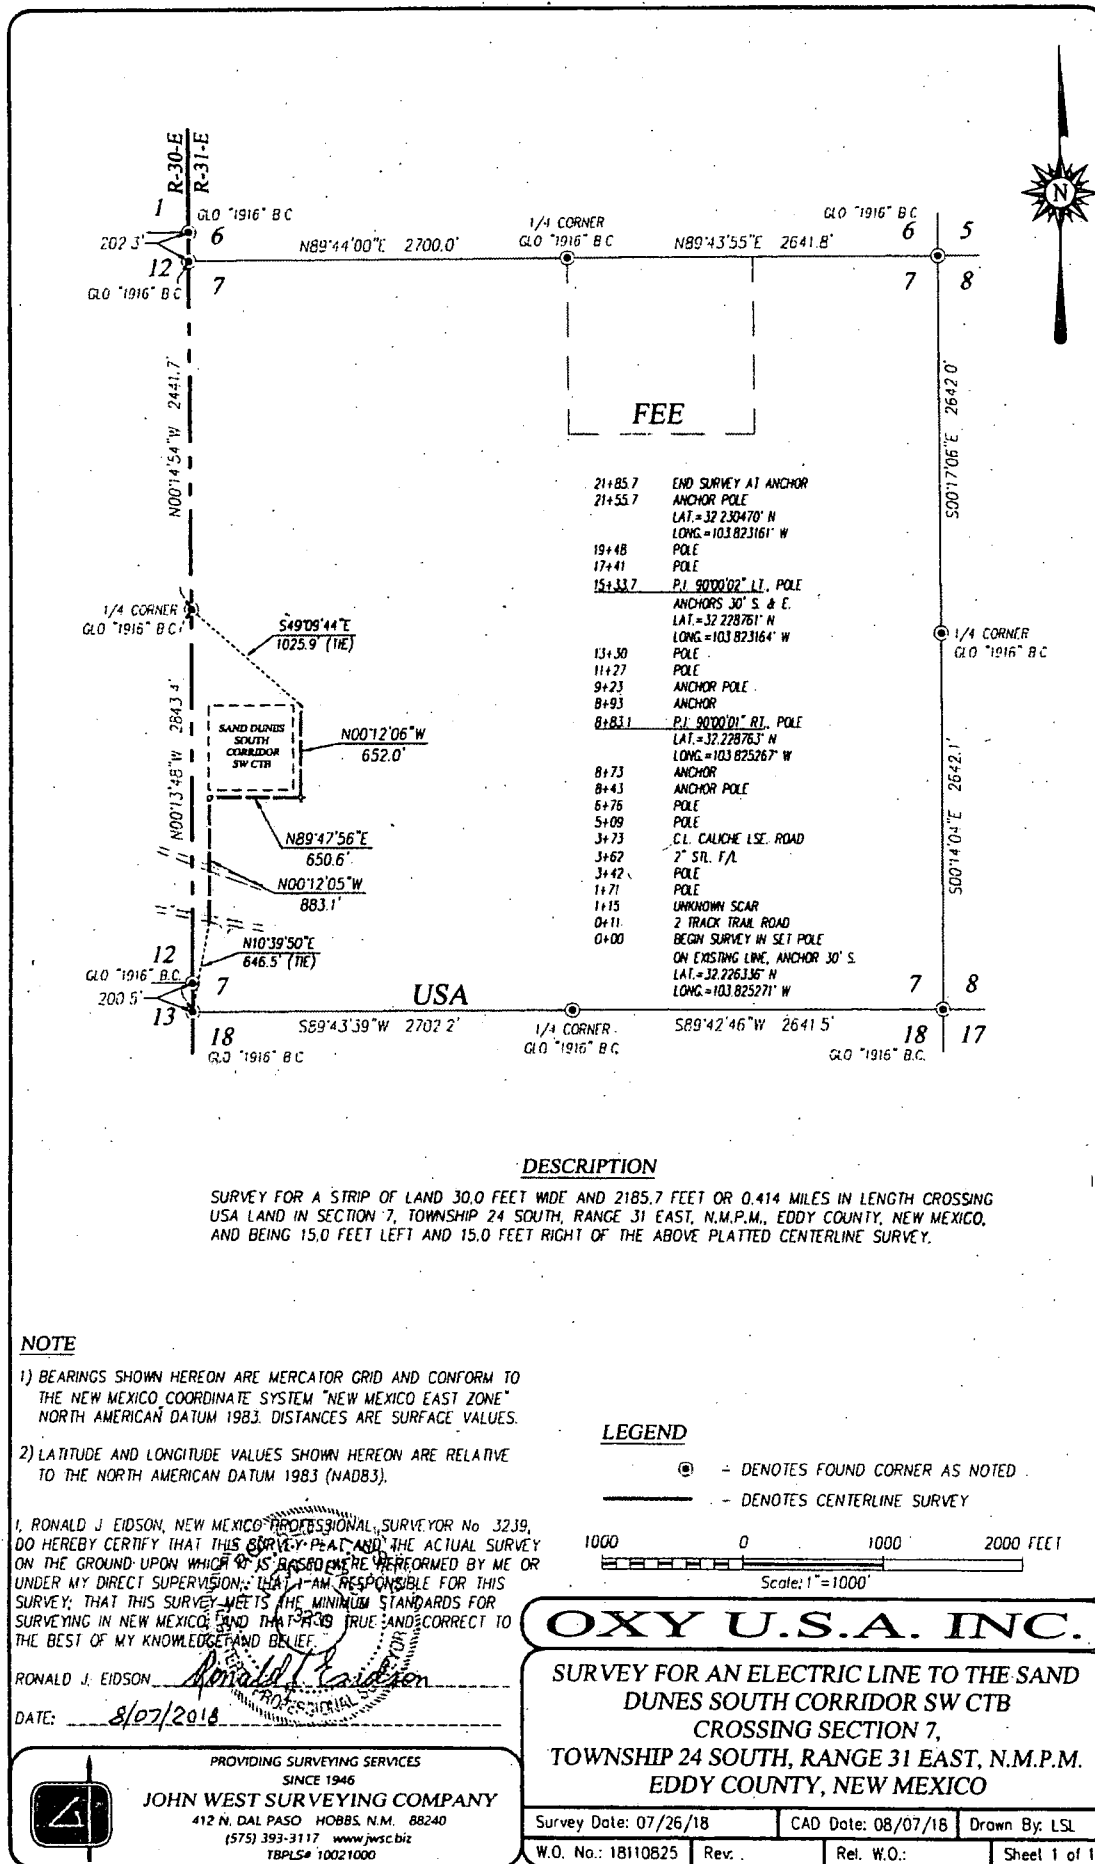 R-30-E
R-31-E
N
1
GLO "1916" B C
6
202.3'
12
7
GLO "1916" B C
N89°44'00"E 2700.0'
1/4 CORNER
GLO "1916" B C
N89°43'55"E 2641.8'
GLO "1916" B C
6
5
7
8
N00°14'54"W 2441.7'
FEE
S00°17'06"E 2642.0'
21+85.7 END SURVEY AT ANCHOR
21+55.7 ANCHOR POLE
LAT.=32.230470° N
LONG.=103.823161° W
19+48 POLE
17+41 POLE
15+33.7 P.I. 90°00'02" LT., POLE
ANCHORS 30' S. & E.
LAT.=32.228761° N
LONG.=103.823164° W
13+30 POLE
11+27 POLE
9+23 ANCHOR POLE
8+93 ANCHOR
8+83.1 P.I. 90°00'01" RT., POLE
LAT.=32.228763° N
LONG.=103.825267° W
8+73 ANCHOR
8+43 ANCHOR POLE
6+76 POLE
5+09 POLE
3+73 C.L. CALICHE LSE. ROAD
3+62 2" STL. F/L
3+42 POLE
1+71 POLE
1+15 UNKNOWN SCAR
0+11 2 TRACK TRAIL ROAD
0+00 BEGIN SURVEY IN SET POLE
ON EXISTING LINE, ANCHOR 30' S.
LAT.=32.226336° N
LONG.=103.825271° W
1/4 CORNER
GLO "1916" B C
S49°09'44"E
1025.9' (TIE)
1/4 CORNER
GLO "1916" B C
N00°13'48"W 2843.4'
SAND DUNES
SOUTH
CORRIDOR
SW CTB
N00°12'06"W
652.0'
N89°47'56"E
650.6'
N00°12'05"W
883.1'
N10°39'50"E
646.5' (TIE)
S00°14'04"E 2642.1'
12
GLO "1916" B.C.
7
200.5'
13
18
GLO "1916" B C
USA
S89°43'39"W 2702.2'
1/4 CORNER
GLO "1916" B C
S89°42'46"W 2641.5'
7
8
18
17
GLO "1916" B.C.
DESCRIPTION
SURVEY FOR A STRIP OF LAND 30.0 FEET WIDE AND 2185.7 FEET OR 0.414 MILES IN LENGTH CROSSING
USA LAND IN SECTION 7, TOWNSHIP 24 SOUTH, RANGE 31 EAST, N.M.P.M., EDDY COUNTY, NEW MEXICO,
AND BEING 15.0 FEET LEFT AND 15.0 FEET RIGHT OF THE ABOVE PLATTED CENTERLINE SURVEY.
NOTE
1) BEARINGS SHOWN HEREON ARE MERCATOR GRID AND CONFORM TO
THE NEW MEXICO COORDINATE SYSTEM "NEW MEXICO EAST ZONE"
NORTH AMERICAN DATUM 1983. DISTANCES ARE SURFACE VALUES.
2) LATITUDE AND LONGITUDE VALUES SHOWN HEREON ARE RELATIVE
TO THE NORTH AMERICAN DATUM 1983 (NAD83).
LEGEND
- DENOTES FOUND CORNER AS NOTED
- DENOTES CENTERLINE SURVEY
1000 0 1000 2000 FEET
Scale: 1"=1000'
I, RONALD J EIDSON, NEW MEXICO PROFESSIONAL SURVEYOR No 3239,
DO HEREBY CERTIFY THAT THIS SURVEY PLAT AND THE ACTUAL SURVEY
ON THE GROUND UPON WHICH IT IS BASED WERE PERFORMED BY ME OR
UNDER MY DIRECT SUPERVISION; THAT I AM RESPONSIBLE FOR THIS
SURVEY; THAT THIS SURVEY MEETS THE MINIMUM STANDARDS FOR
SURVEYING IN NEW MEXICO, AND THAT IT IS TRUE AND CORRECT TO
THE BEST OF MY KNOWLEDGE AND BELIEF.
3239
PROFESSIONAL SURVEYOR
RONALD J. EIDSON Ronald J Eidson
DATE: 8/07/2018
PROVIDING SURVEYING SERVICES
SINCE 1946
JOHN WEST SURVEYING COMPANY
412 N. DAL PASO HOBBS, N.M. 88240
(575) 393-3117 www.jwsc.biz
TBPLS# 10021000
OXY U.S.A. INC.
SURVEY FOR AN ELECTRIC LINE TO THE SAND
DUNES SOUTH CORRIDOR SW CTB
CROSSING SECTION 7,
TOWNSHIP 24 SOUTH, RANGE 31 EAST, N.M.P.M.
EDDY COUNTY, NEW MEXICO
Survey Date: 07/26/18 CAD Date: 08/07/18 Drawn By: LSL
W.O. No.: 18110825 Rev: . Rel. W.O.: Sheet 1 of 1